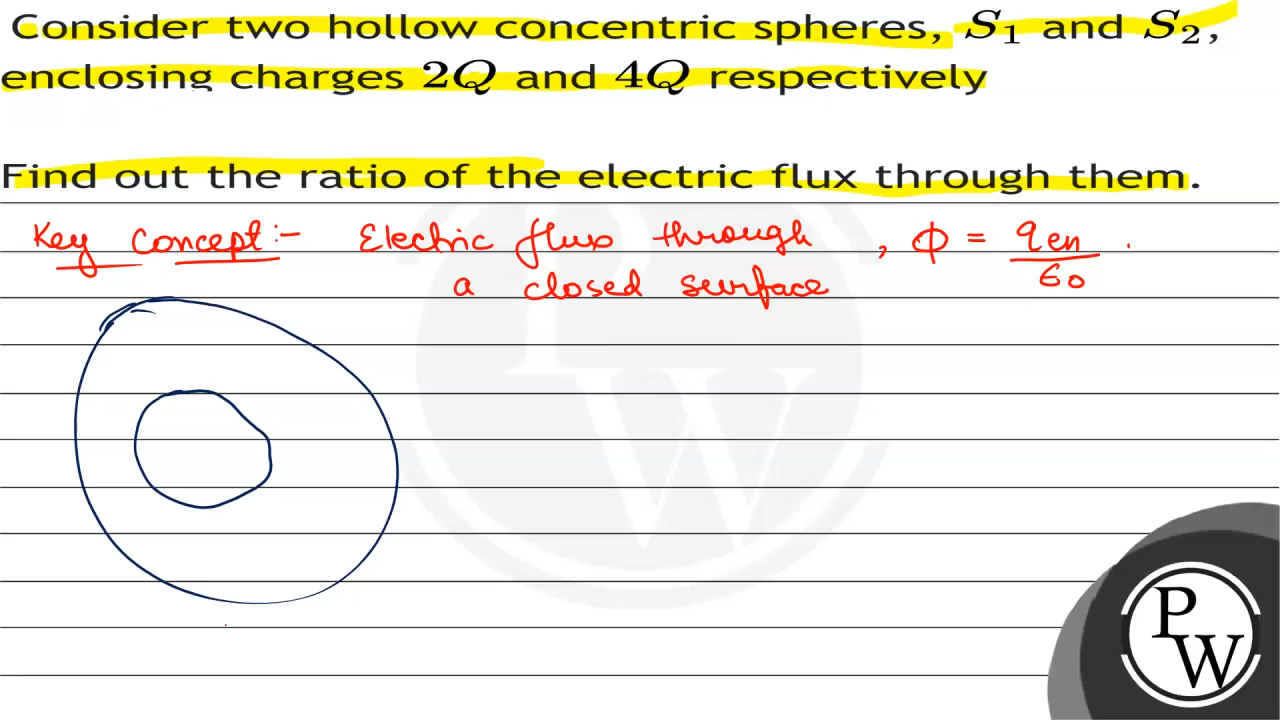 Consider two hollow concentric spheres, S₁ and S₂,
enclosing charges 2Q and 4Q respectively
Find out the ratio of the electric flux through them.
Key Concept:- Electric flux through , Φ = qen/ϵ0 .
a closed surface
PW
P
W